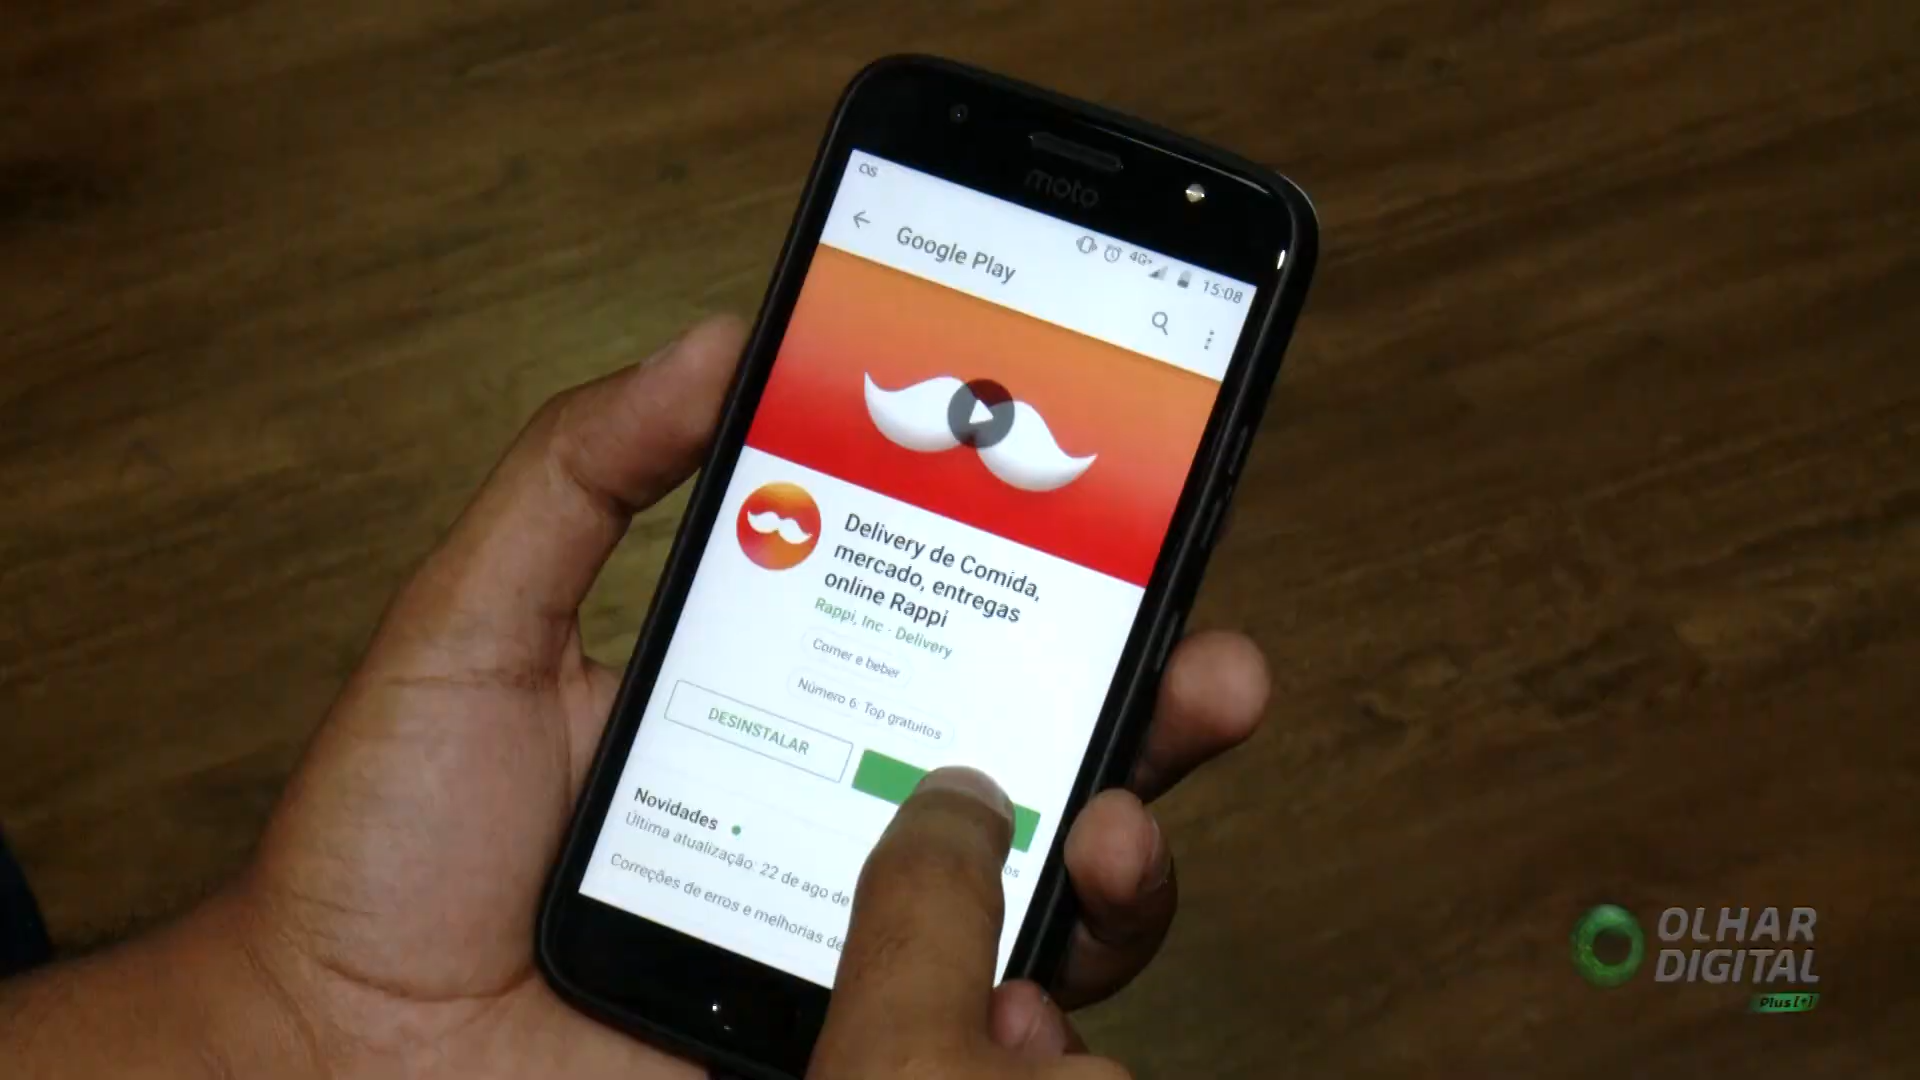 moto
4G+
15:08
Google Play
Delivery de Comida,
mercado, entregas
online Rappi
Rappi, Inc · Delivery
Comer e beber
Número 6: Top gratuitos
DESINSTALAR
Novidades
Última atualização: 22 de ago de
Correções de erros e melhorias de
OLHAR
DIGITAL
Plus[+]